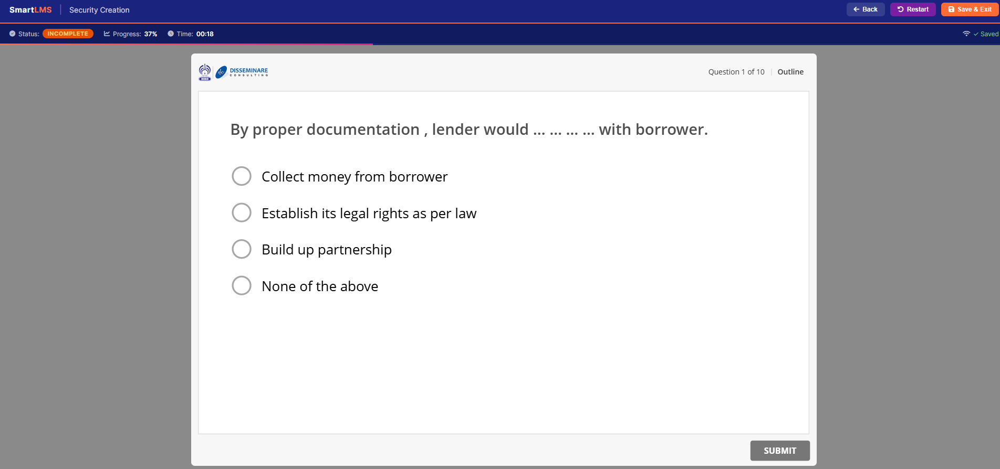 SmartLMS | Security Creation
Back
Restart
Save & Exit
Status: INCOMPLETE
Progress: 37%
Time: 00:18
Saved
DISSEMINARE
CONSULTING
Question 1 of 10 | Outline
By proper documentation , lender would ... ... ... ... with borrower.
Collect money from borrower
Establish its legal rights as per law
Build up partnership
None of the above
SUBMIT